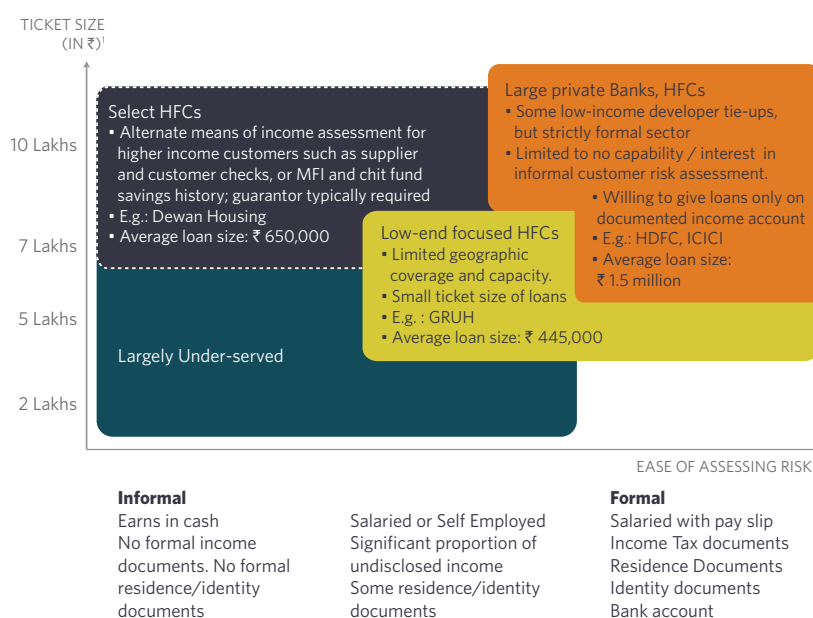 TICKET SIZE
(IN ₹)¹
10 Lakhs
7 Lakhs
5 Lakhs
2 Lakhs
Select HFCs
• Alternate means of income assessment for
higher income customers such as supplier
and customer checks, or MFI and chit fund
savings history; guarantor typically required
• E.g.: Dewan Housing
• Average loan size: ₹ 650,000
Large private Banks, HFCs
• Some low-income developer tie-ups,
but strictly formal sector
• Limited to no capability / interest in
informal customer risk assessment.
• Willing to give loans only on
documented income account
• E.g.: HDFC, ICICI
• Average loan size:
₹ 1.5 million
Low-end focused HFCs
• Limited geographic
coverage and capacity.
• Small ticket size of loans
• E.g. : GRUH
• Average loan size: ₹ 445,000
Largely Under-served
EASE OF ASSESSING RISK
Informal
Earns in cash
No formal income
documents. No formal
residence/identity
documents
Salaried or Self Employed
Significant proportion of
undisclosed income
Some residence/identity
documents
Formal
Salaried with pay slip
Income Tax documents
Residence Documents
Identity documents
Bank account